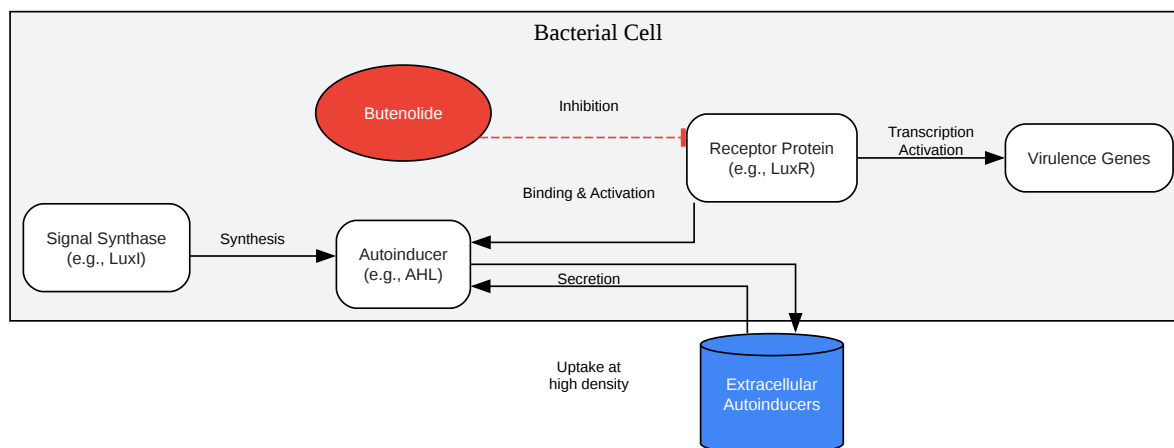 Bacterial Cell
Butenolide
Inhibition
Receptor Protein
(e.g., LuxR)
Transcription
Activation
Virulence Genes
Binding & Activation
Signal Synthase
(e.g., LuxI)
Synthesis
Autoinducer
(e.g., AHL)
Secretion
Uptake at
high density
Extracellular
Autoinducers